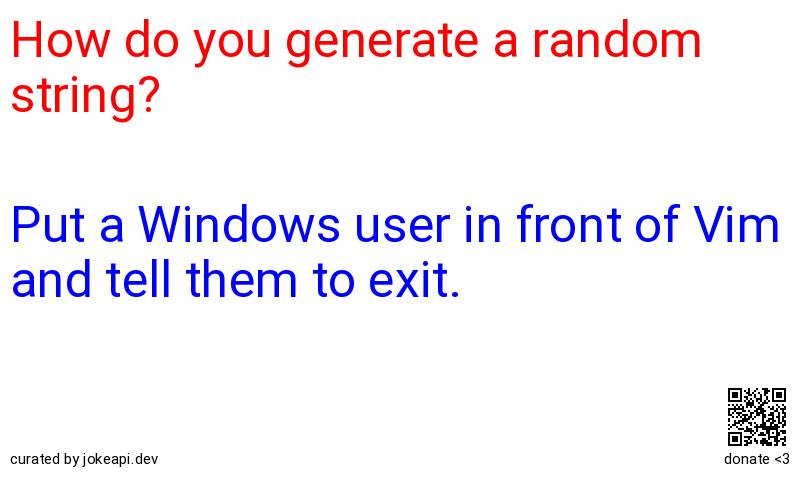 How do you generate a random
string?
Put a Windows user in front of Vim
and tell them to exit.
curated by jokeapi.dev
donate <3